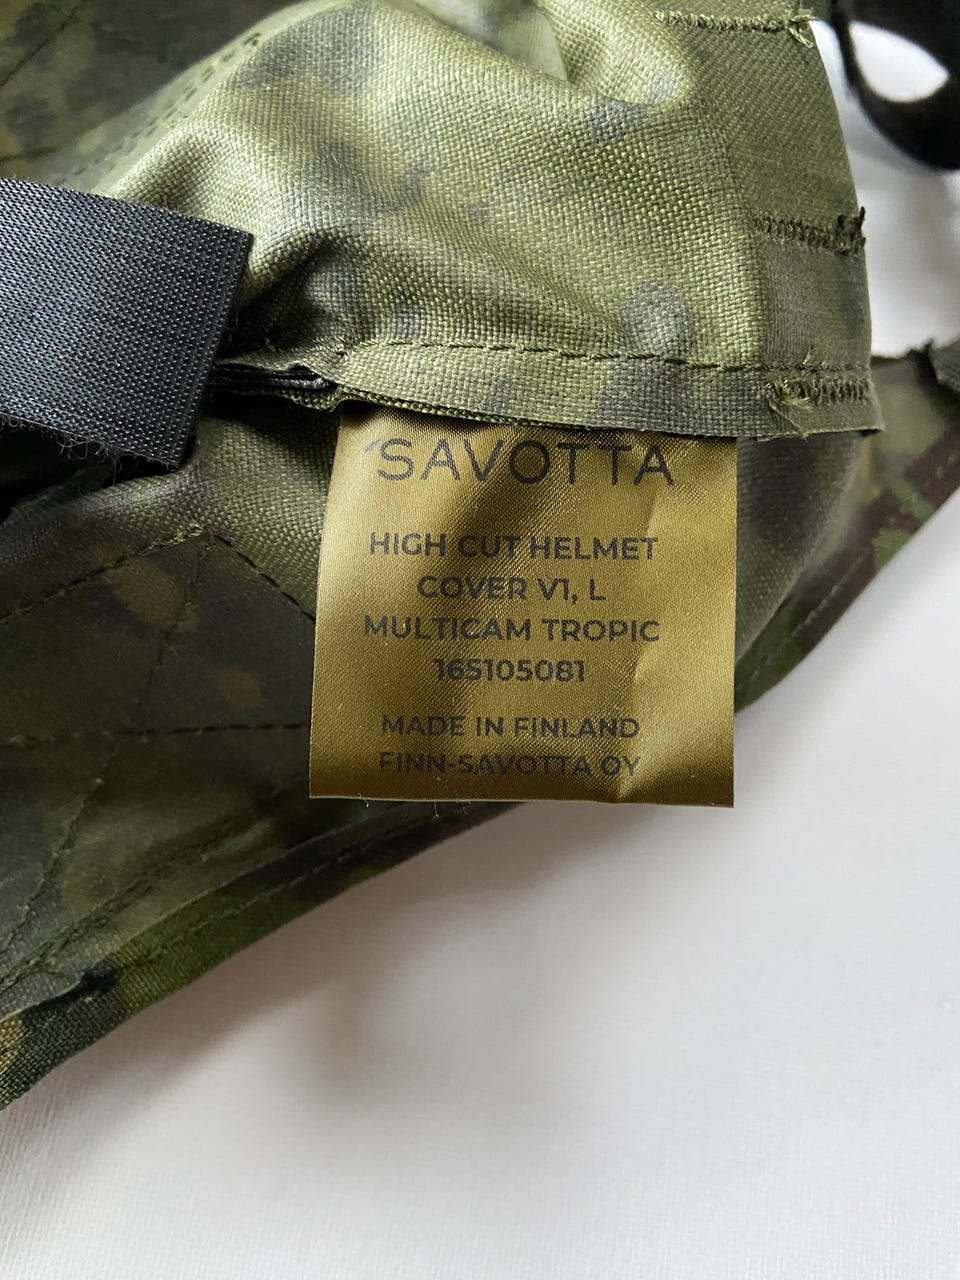 SAVOTTA
HIGH CUT HELMET
COVER V1, L
MULTICAM TROPIC
165105081
MADE IN FINLAND
FINN-SAVOTTA OY